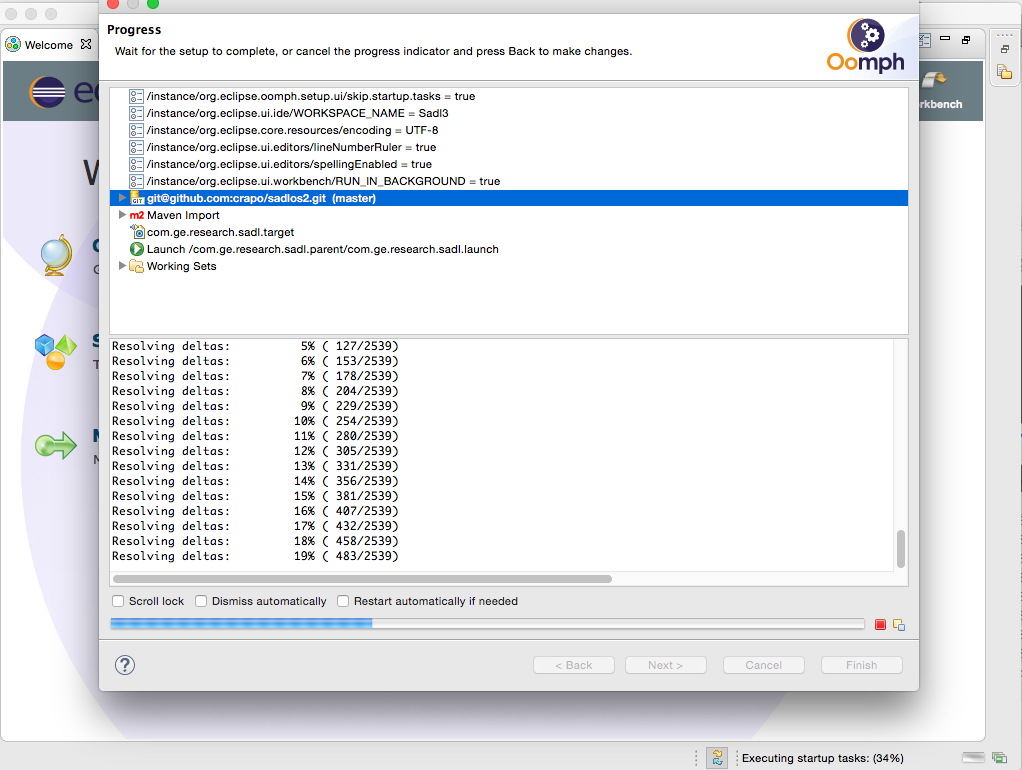 Welcome
Progress
Wait for the setup to complete, or cancel the progress indicator and press Back to make changes.
Oomph
rkbench
/instance/org.eclipse.oomph.setup.ui/skip.startup.tasks = true
/instance/org.eclipse.ui.ide/WORKSPACE_NAME = Sadl3
/instance/org.eclipse.core.resources/encoding = UTF-8
/instance/org.eclipse.ui.editors/lineNumberRuler = true
/instance/org.eclipse.ui.editors/spellingEnabled = true
/instance/org.eclipse.ui.workbench/RUN_IN_BACKGROUND = true
GIT git@github.com:crapo/sadlos2.git (master)
m2 Maven Import
com.ge.research.sadl.target
Launch /com.ge.research.sadl.parent/com.ge.research.sadl.launch
Working Sets
Resolving deltas: 5% ( 127/2539)
Resolving deltas: 6% ( 153/2539)
Resolving deltas: 7% ( 178/2539)
Resolving deltas: 8% ( 204/2539)
Resolving deltas: 9% ( 229/2539)
Resolving deltas: 10% ( 254/2539)
Resolving deltas: 11% ( 280/2539)
Resolving deltas: 12% ( 305/2539)
Resolving deltas: 13% ( 331/2539)
Resolving deltas: 14% ( 356/2539)
Resolving deltas: 15% ( 381/2539)
Resolving deltas: 16% ( 407/2539)
Resolving deltas: 17% ( 432/2539)
Resolving deltas: 18% ( 458/2539)
Resolving deltas: 19% ( 483/2539)
Scroll lock Dismiss automatically Restart automatically if needed
? < Back Next > Cancel Finish
Executing startup tasks: (34%)